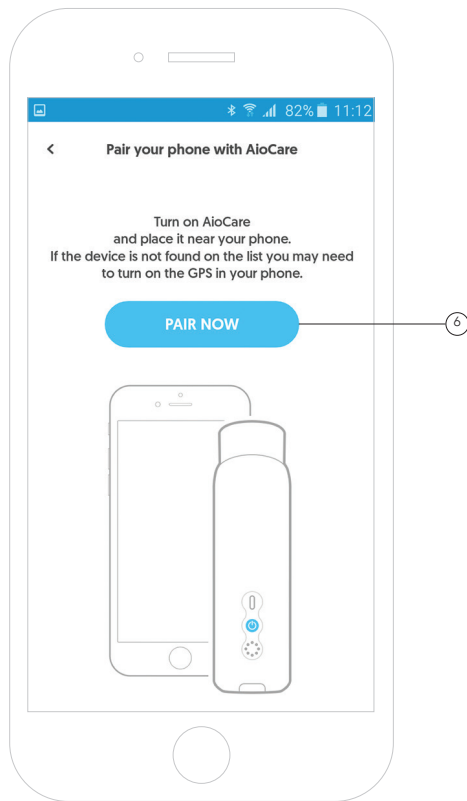 82% 11:12
< Pair your phone with AioCare
Turn on AioCare
and place it near your phone.
If the device is not found on the list you may need
to turn on the GPS in your phone.
PAIR NOW
6